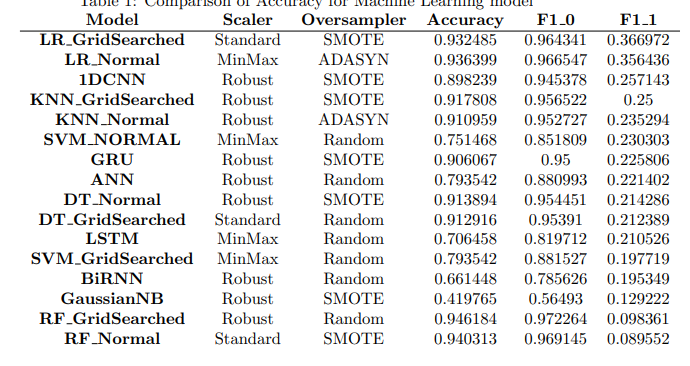 Table 1: Comparison of Accuracy for Machine Learning model
Model Scaler Oversampler Accuracy F1_0 F1_1
LR_GridSearched Standard SMOTE 0.932485 0.964341 0.366972
LR_Normal MinMax ADASYN 0.936399 0.966547 0.356436
1DCNN Robust SMOTE 0.898239 0.945378 0.257143
KNN_GridSearched Robust SMOTE 0.917808 0.956522 0.25
KNN_Normal Robust ADASYN 0.910959 0.952727 0.235294
SVM_NORMAL MinMax Random 0.751468 0.851809 0.230303
GRU Robust SMOTE 0.906067 0.95 0.225806
ANN Robust Random 0.793542 0.880993 0.221402
DT_Normal Robust SMOTE 0.913894 0.954451 0.214286
DT_GridSearched Standard Random 0.912916 0.95391 0.212389
LSTM MinMax Random 0.706458 0.819712 0.210526
SVM_GridSearched MinMax Random 0.793542 0.881527 0.197719
BiRNN Robust Random 0.661448 0.785626 0.195349
GaussianNB Robust SMOTE 0.419765 0.56493 0.129222
RF_GridSearched Robust Random 0.946184 0.972264 0.098361
RF_Normal Standard SMOTE 0.940313 0.969145 0.089552